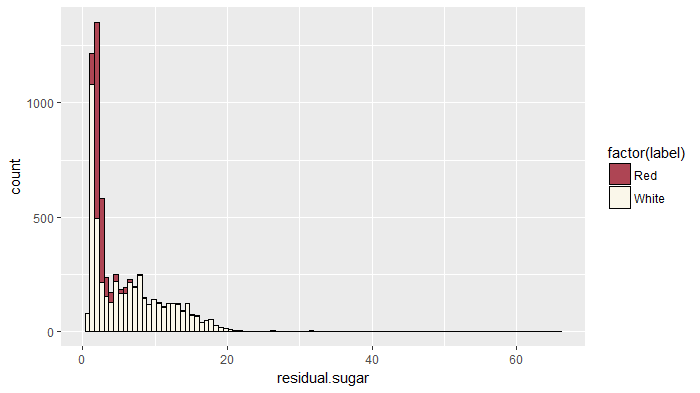 1000
500
0
count
0 20 40 60
residual.sugar
factor(label)
Red
White